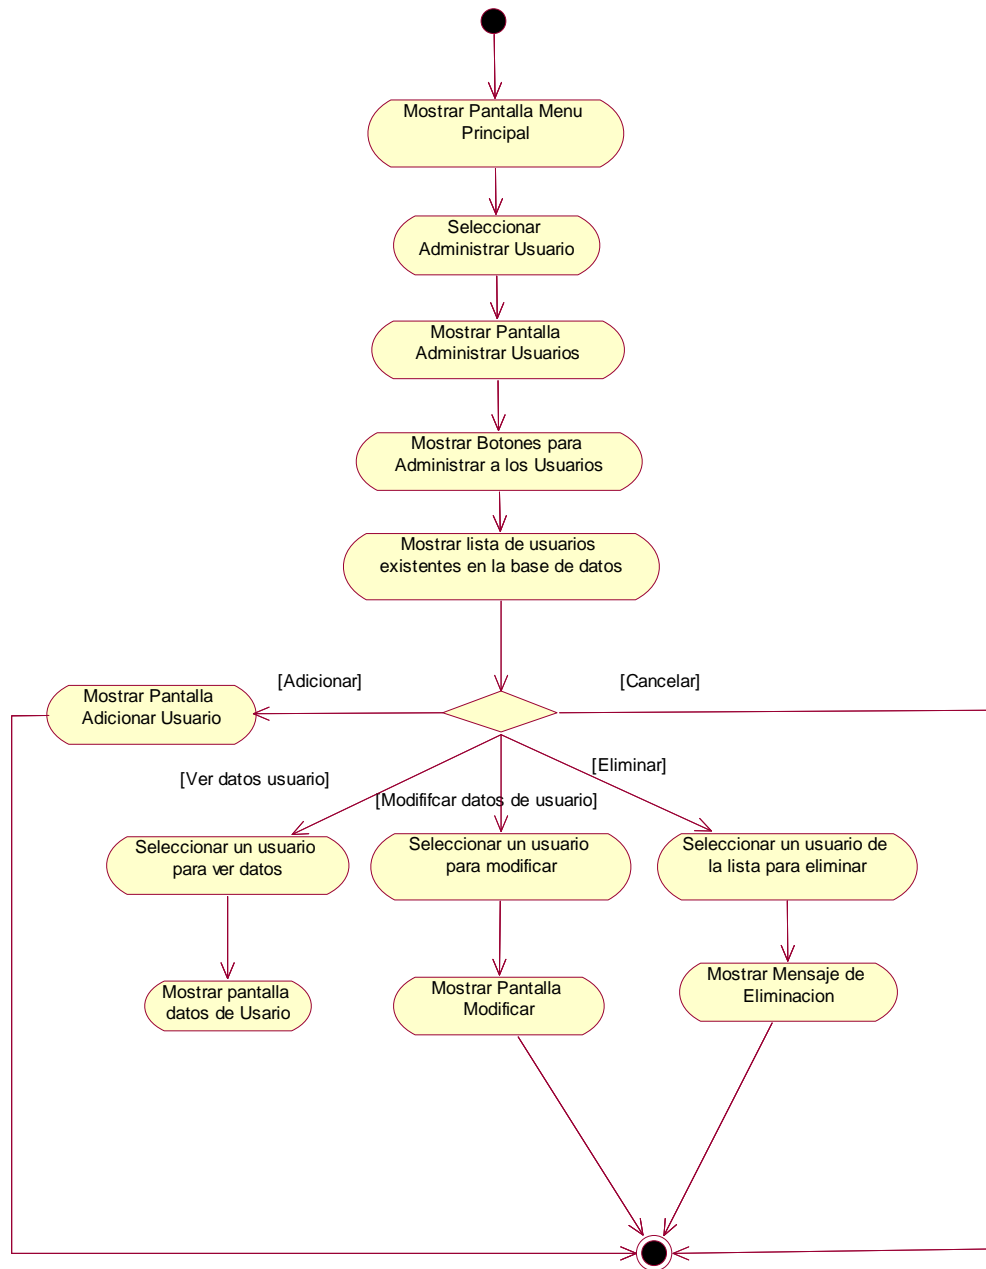 Mostrar Pantalla Menu
Principal
Seleccionar
Administrar Usuario
Mostrar Pantalla
Administrar Usuarios
Mostrar Botones para
Administrar a los Usuarios
Mostrar lista de usuarios
existentes en la base de datos
[Adicionar]
[Cancelar]
Mostrar Pantalla
Adicionar Usuario
[Ver datos usuario]
[Eliminar]
[Modififcar datos de usuario]
Seleccionar un usuario
para ver datos
Seleccionar un usuario
para modificar
Seleccionar un usuario de
la lista para eliminar
Mostrar pantalla
datos de Usario
Mostrar Pantalla
Modificar
Mostrar Mensaje de
Eliminacion